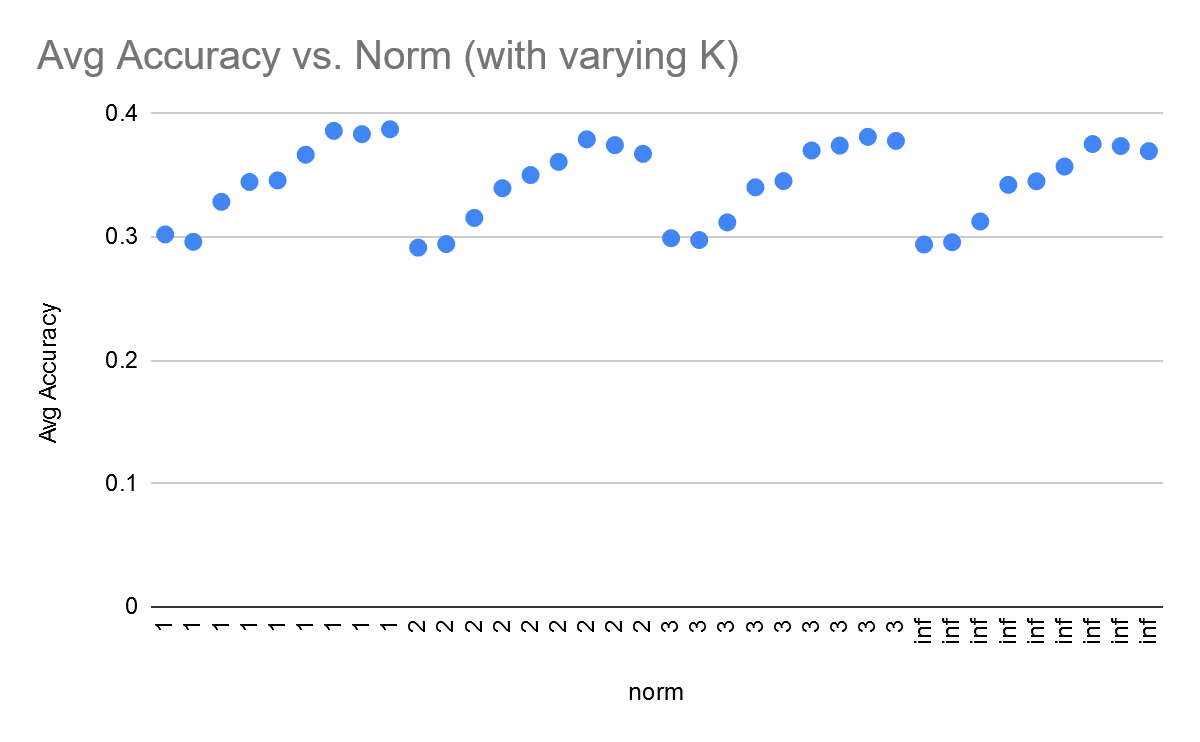 Avg Accuracy vs. Norm (with varying K)
0.4
0.3
0.2
0.1
0
Avg Accuracy
1 1 1 1 1 1 1 1 1 2 2 2 2 2 2 2 2 2 3 3 3 3 3 3 3 3 3 inf inf inf inf inf inf inf inf inf
norm